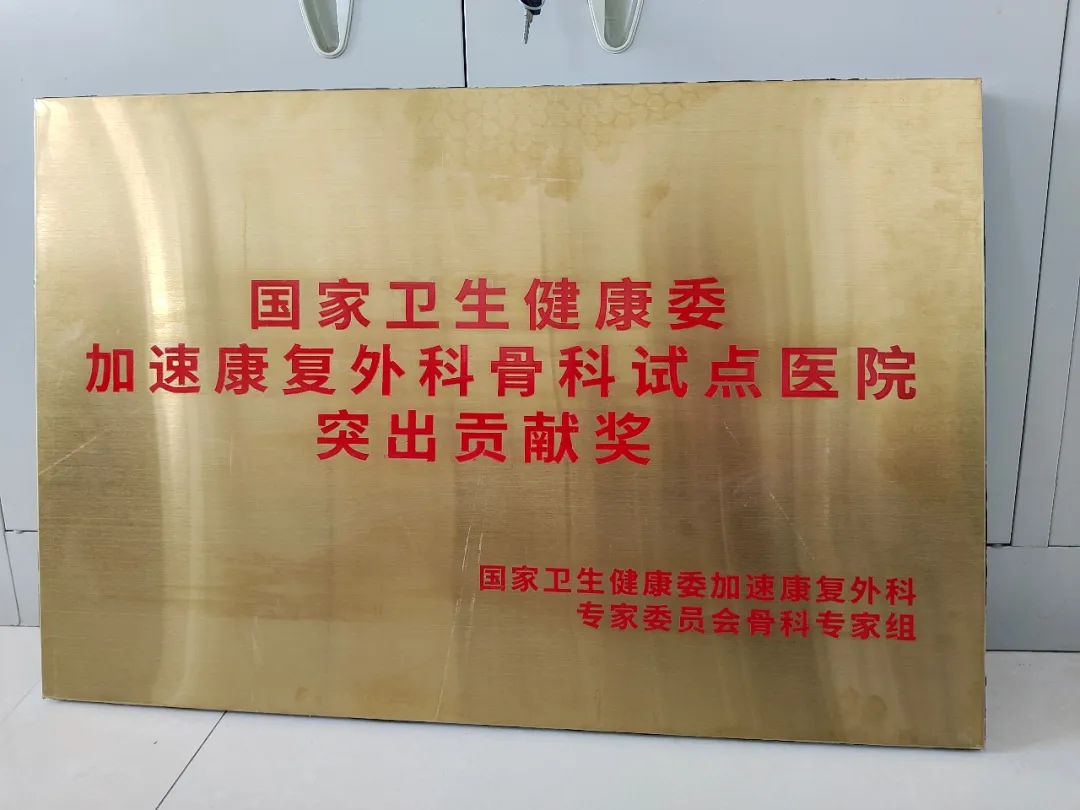 国家卫生健康委
加速康复外科骨科试点医院
突出贡献奖
国家卫生健康委加速康复外科
专家委员会骨科专家组